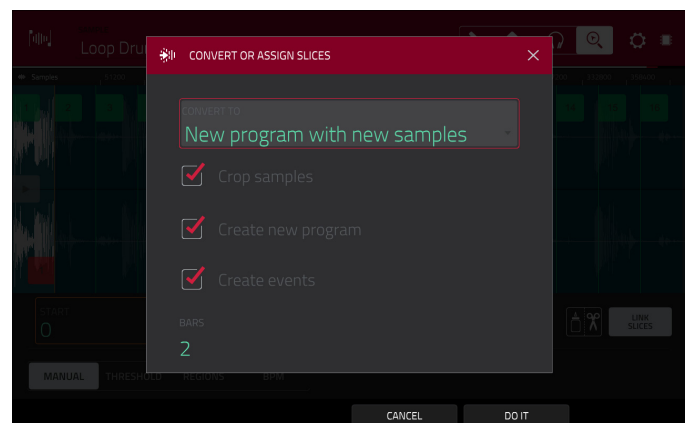 Loop Dru
CONVERT OR ASSIGN SLICES
Samples
CONVERT TO
New program with new samples
Crop samples
Create new program
Create events
START
0
BARS
2
LINK
SLICES
MANUAL THRESHOLD REGIONS BPM
CANCEL DO IT